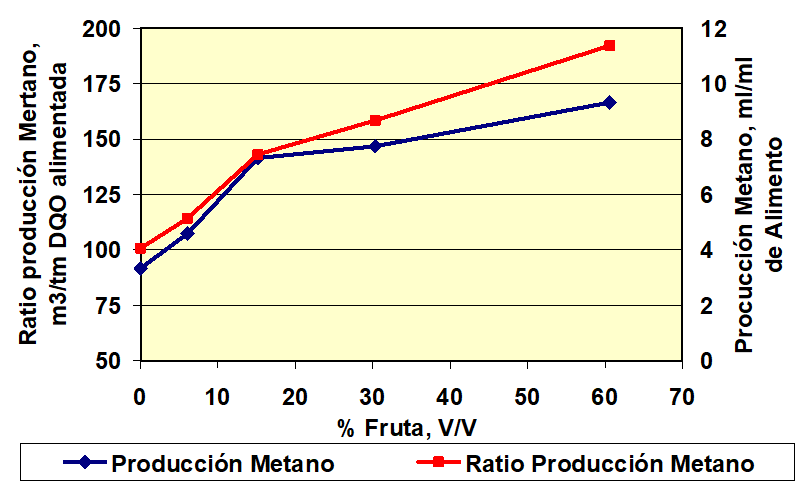 Ratio producción Mertano,
m3/tm DQO alimentada
200
175
150
125
100
75
50
12
10
8
6
4
2
0
Procucción Metano, ml/ml
de Alimento
0 10 20 30 40 50 60 70
% Fruta, V/V
Producción Metano
Ratio Producción Metano